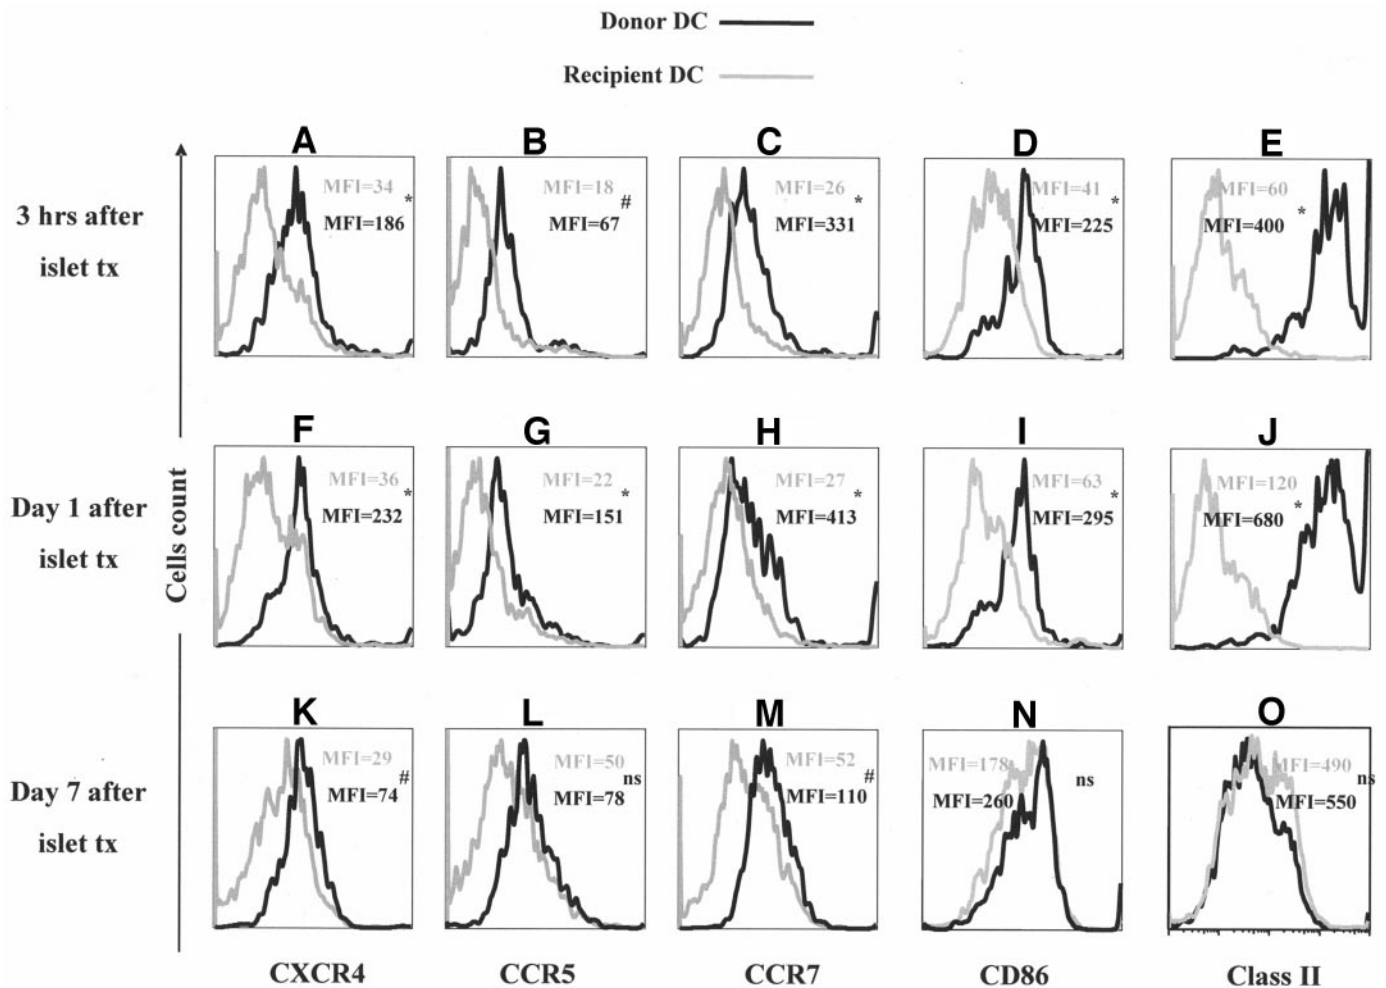 Donor DC
Recipient DC
A B C D E
3 hrs after
islet tx
MFI=34
*
MFI=186
MFI=18
#
MFI=67
MFI=26
*
MFI=331
MFI=41
*
MFI=225
MFI=60
*
MFI=400
F G H I J
Day 1 after
islet tx
Cells count
MFI=36
*
MFI=232
MFI=22
*
MFI=151
MFI=27
*
MFI=413
MFI=63
*
MFI=295
MFI=120
*
MFI=680
K L M N O
Day 7 after
islet tx
MFI=29
#
MFI=74
MFI=50
ns
MFI=78
MFI=52
#
MFI=110
MFI=178
ns
MFI=260
MFI=490
ns
MFI=550
CXCR4 CCR5 CCR7 CD86 Class II